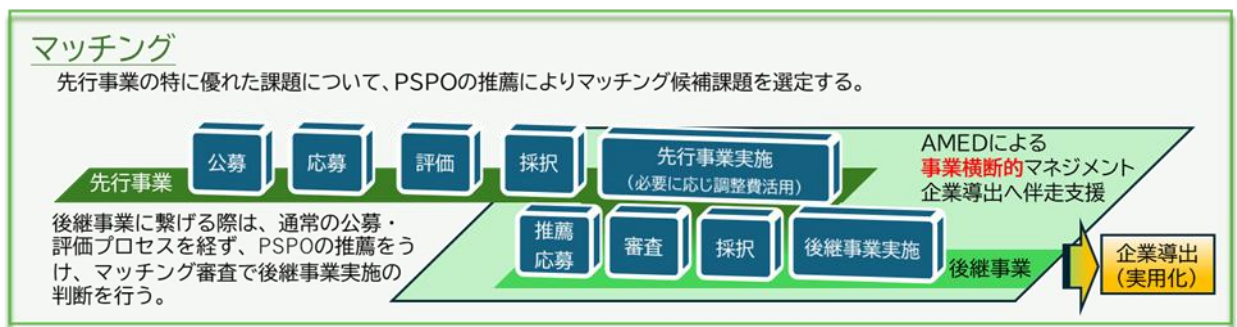 マッチング
先行事業の特に優れた課題について、PSPOの推薦によりマッチング候補課題を選定する。
公募
応募
評価
採択
先行事業実施
(必要に応じ調整費活用)
先行事業
AMEDによる
事業横断的マネジメント
企業導出へ伴走支援
後継事業に繋げる際は、通常の公募・
評価プロセスを経ず、PSPOの推薦をう
け、マッチング審査で後継事業実施の
判断を行う。
推薦
応募
審査
採択
後継事業実施
後継事業
企業導出
(実用化)